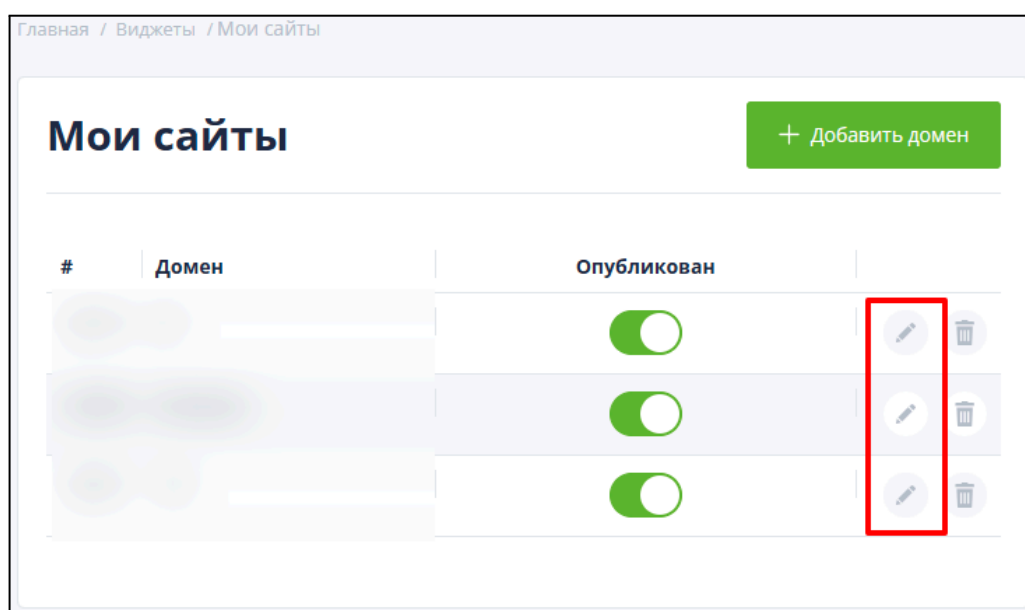 Главная / Виджеты / Мои сайты
Мои сайты
+ Добавить домен
# Домен Опубликован